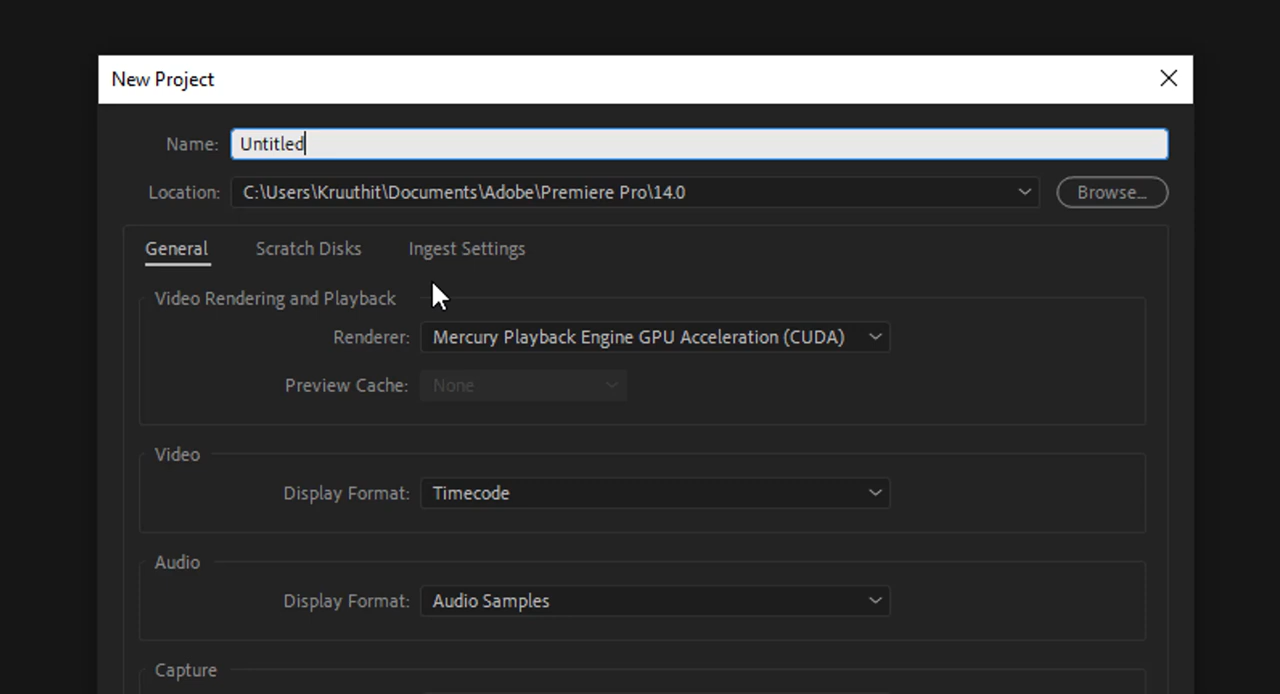 New Project
Name: Untitled
Location: C:\Users\Kruuthit\Documents\Adobe\Premiere Pro\14.0 Browse...
General Scratch Disks Ingest Settings
Video Rendering and Playback
Renderer: Mercury Playback Engine GPU Acceleration (CUDA)
Preview Cache: None
Video
Display Format: Timecode
Audio
Display Format: Audio Samples
Capture